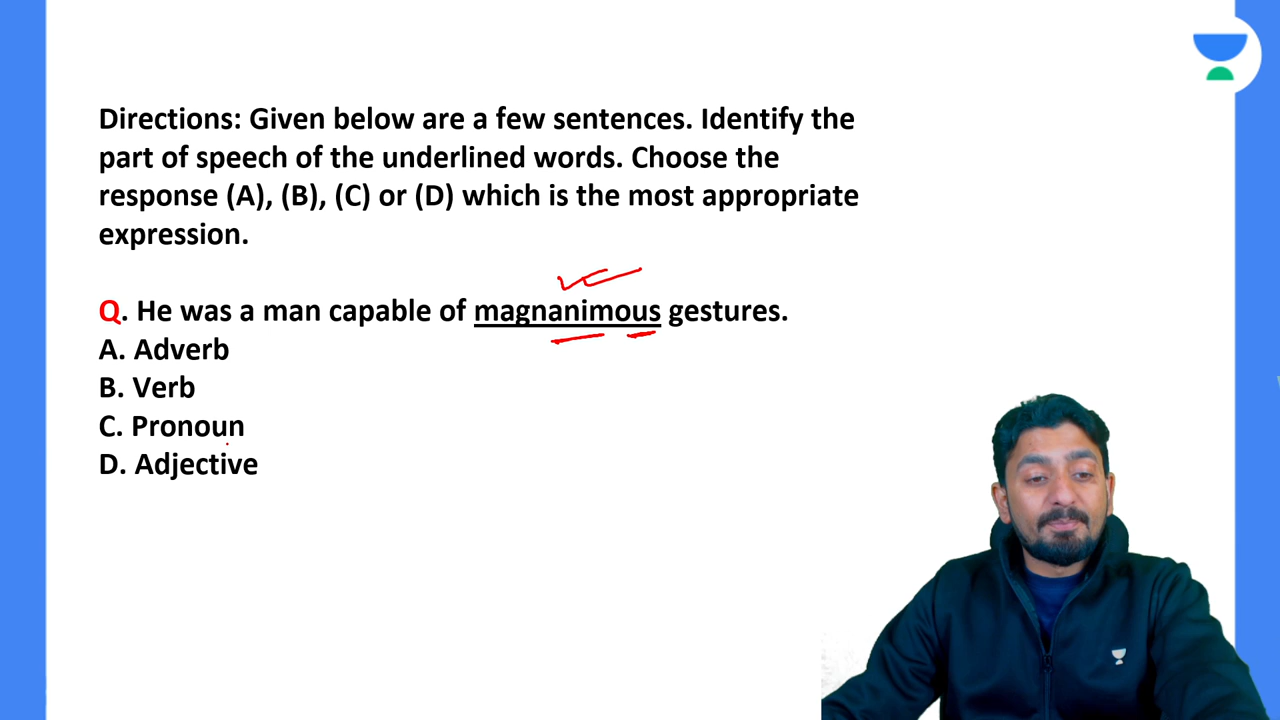 Directions: Given below are a few sentences. Identify the
part of speech of the underlined words. Choose the
response (A), (B), (C) or (D) which is the most appropriate
expression.
Q. He was a man capable of magnanimous gestures.
A. Adverb
B. Verb
C. Pronoun
D. Adjective